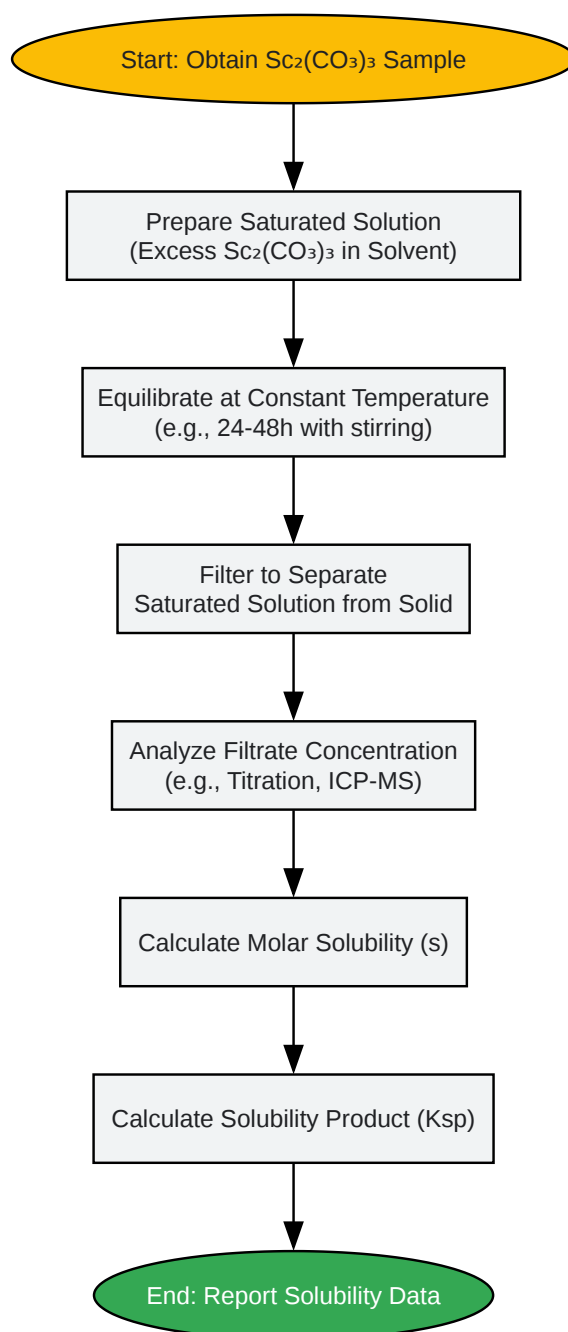 Start: Obtain Sc₂(CO₃)₃ Sample
Prepare Saturated Solution
(Excess Sc₂(CO₃)₃ in Solvent)
Equilibrate at Constant Temperature
(e.g., 24-48h with stirring)
Filter to Separate
Saturated Solution from Solid
Analyze Filtrate Concentration
(e.g., Titration, ICP-MS)
Calculate Molar Solubility (s)
Calculate Solubility Product (Ksp)
End: Report Solubility Data